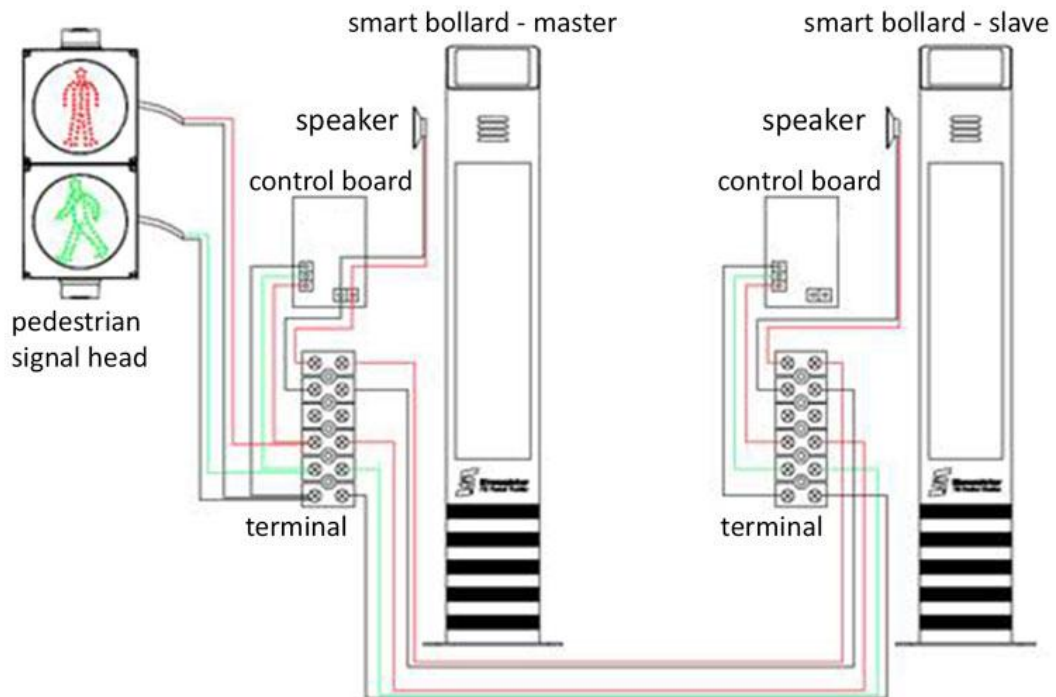 smart bollard - master
smart bollard - slave
speaker
speaker
control board
control board
pedestrian
signal head
terminal
terminal